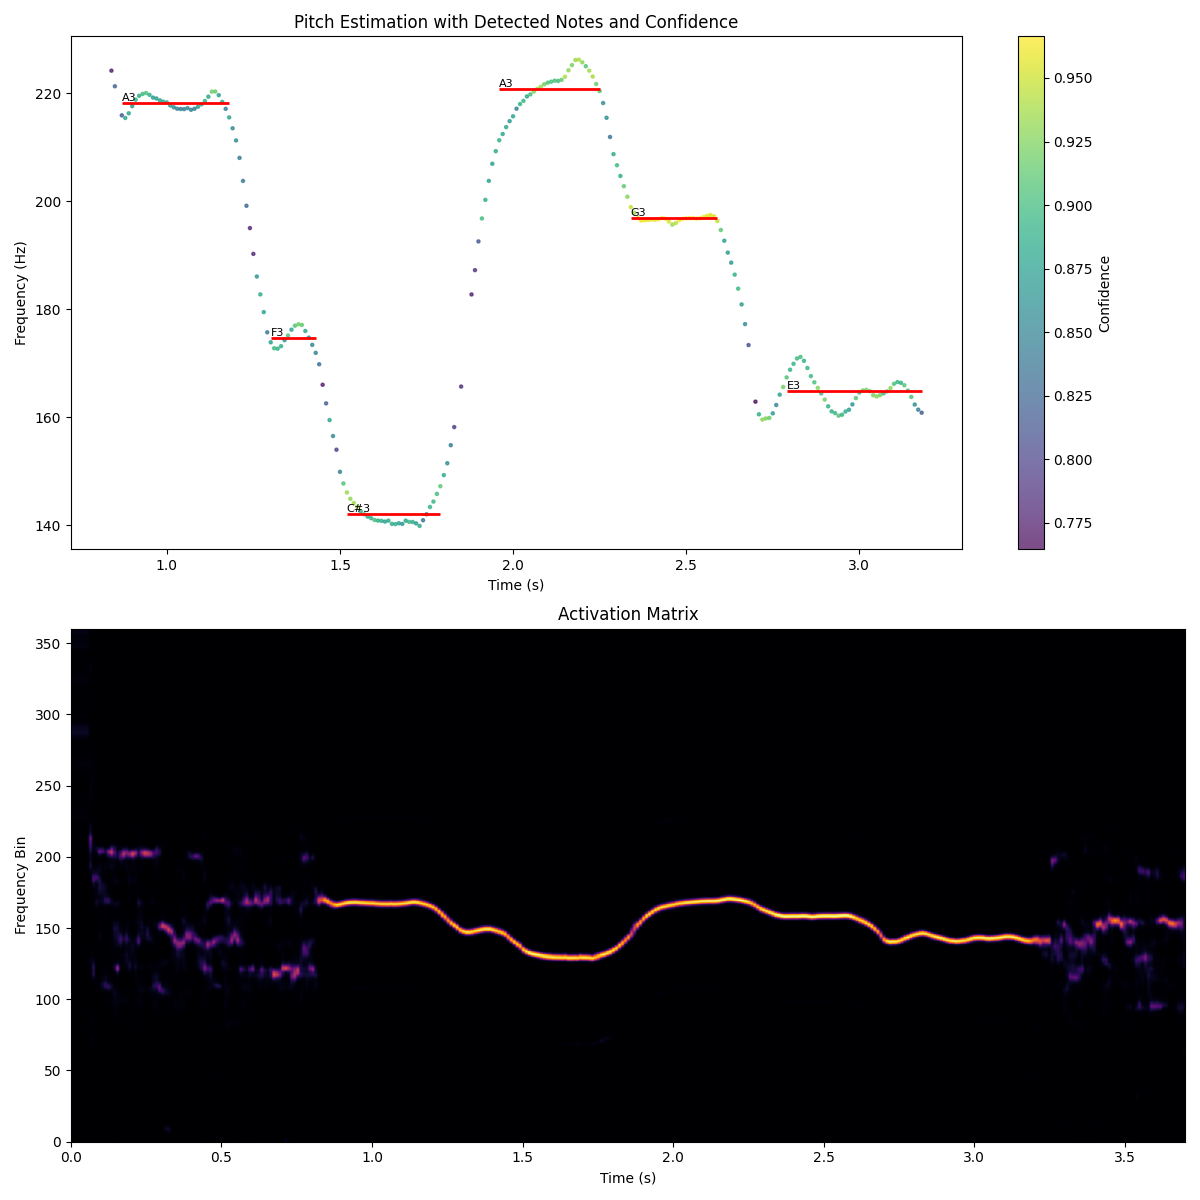 Pitch Estimation with Detected Notes and Confidence
220
200
180
160
140
Frequency (Hz)
A3
F3
C#3
A3
G3
E3
1.0 1.5 2.0 2.5 3.0
Time (s)
0.950
0.925
0.900
0.875
0.850
0.825
0.800
0.775
Confidence
Activation Matrix
350
300
250
200
150
100
50
0
Frequency Bin
0.0 0.5 1.0 1.5 2.0 2.5 3.0 3.5
Time (s)